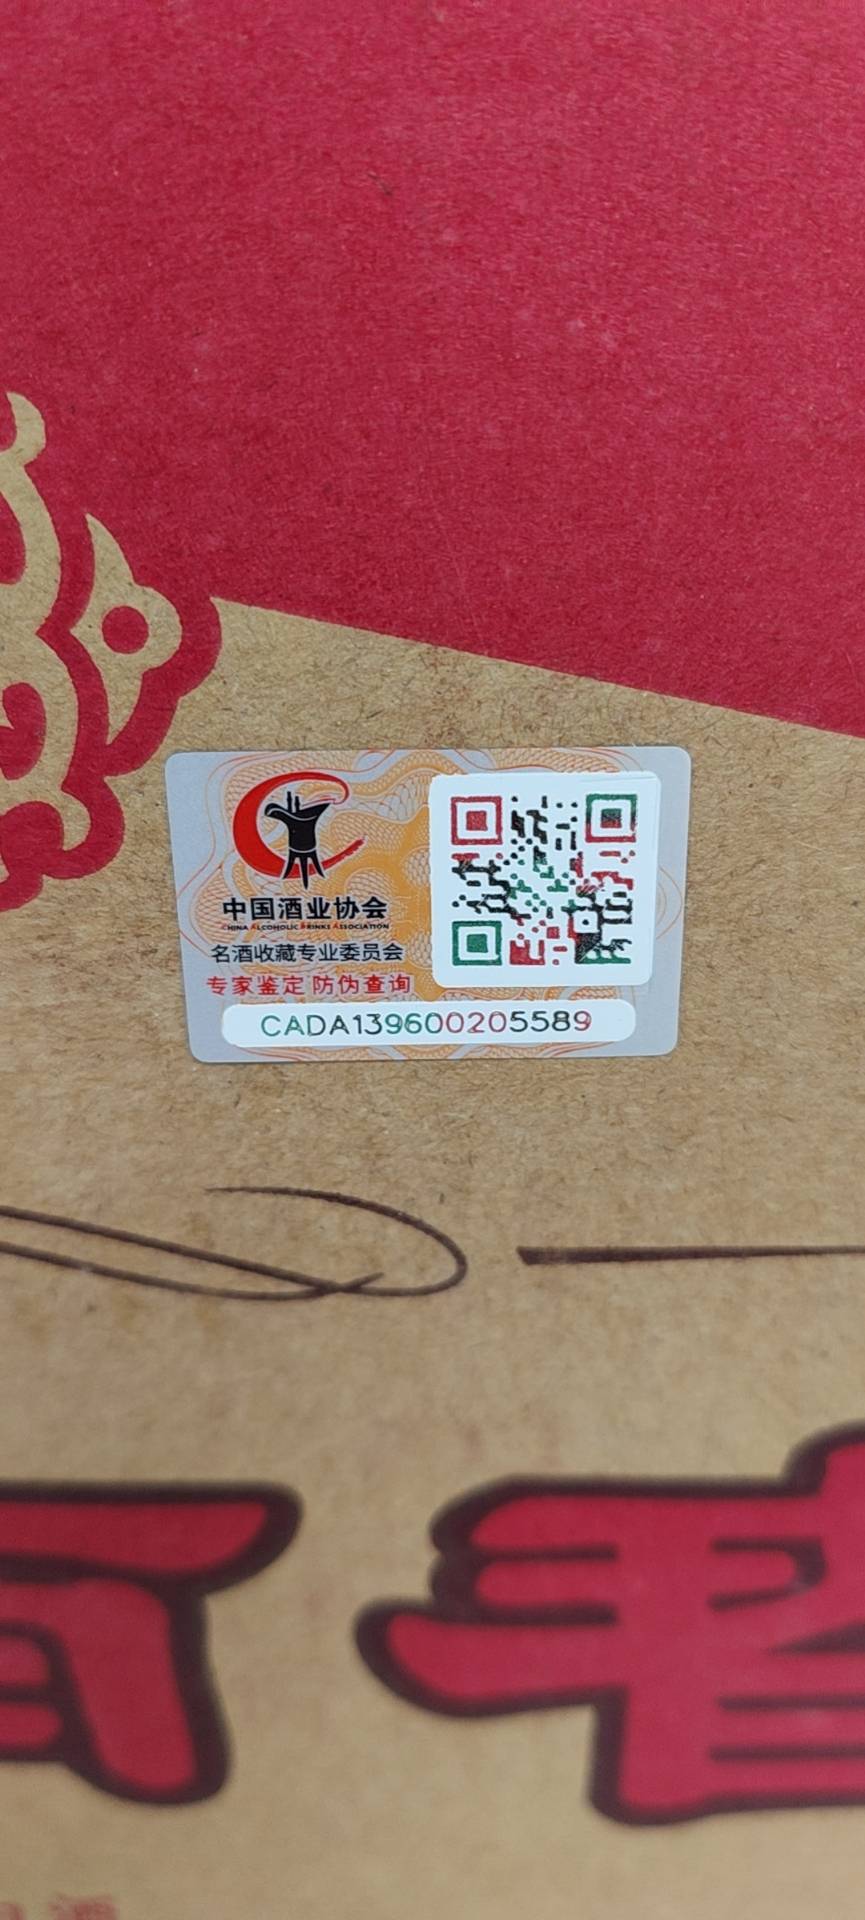 中国酒业协会
CHINA ALCOHOLIC DRINKS ASSOCIATION
名酒收藏专业委员会
专家鉴定 防伪查询
CADA139600205589